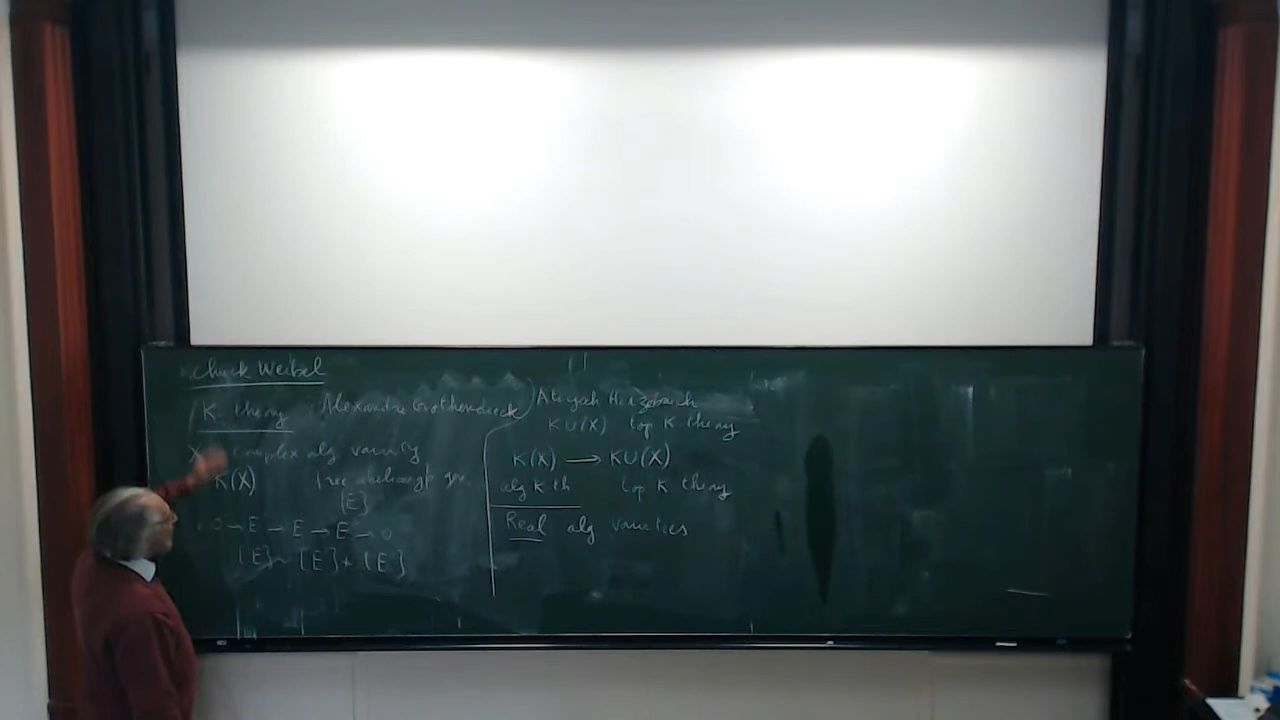 Chuck Weibel
K-theory Alexandre Grothendieck
X complex alg variety
K(X) free abelian gp gen.
[E]
0 → E → E → E → 0
[E] ~ [E'] + [E']
Atiyah Hirzebruch
KU(X) top K theory
K(X) → KU(X)
alg K th top K theory
Real alg varieties